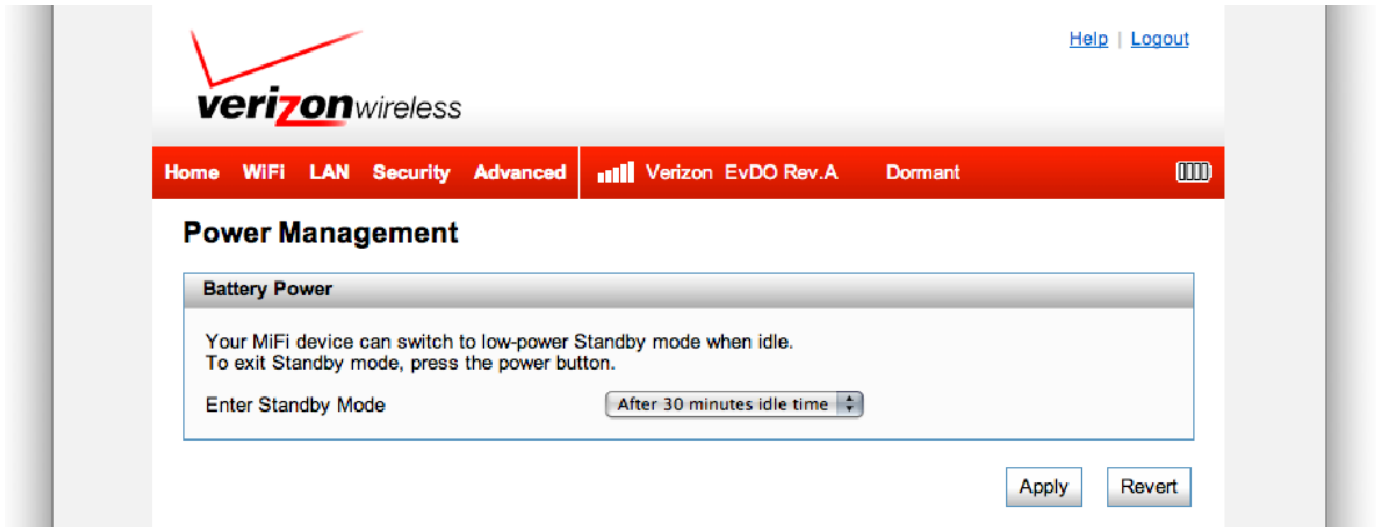 Help | Logout
verizonwireless
Home WiFi LAN Security Advanced Verizon EvDO Rev.A Dormant
Power Management
Battery Power
Your MiFi device can switch to low-power Standby mode when idle.
To exit Standby mode, press the power button.
Enter Standby Mode After 30 minutes idle time
Apply Revert